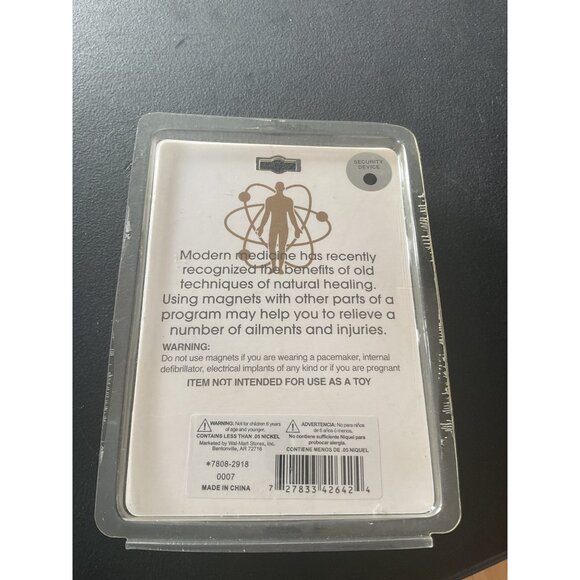 SECURITY
DEVICE
Modern medicine has recently
recognized the benefits of old
techniques of natural healing.
Using magnets with other parts of a
program may help you to relieve a
number of ailments and injuries.
WARNING:
Do not use magnets if you are wearing a pacemaker, internal
defibrillator, electrical implants of any kind or if you are pregnant
ITEM NOT INTENDED FOR USE AS A TOY
WARNING: Not for children 6 years
of age and younger.
CONTAINS LESS THAN .05 NICKEL
Marketed by Wal-Mart Stores, Inc.
Bentonville, AR 72716
*7808-2918
0007
MADE IN CHINA
ADVERTENCIA: No para niños
de 6 años ó menos.
No contiene sufficiente Niquel para
probocar alergia.
CONTIENE MENOS DE .05 NIQUEL
7 27833 42642 4